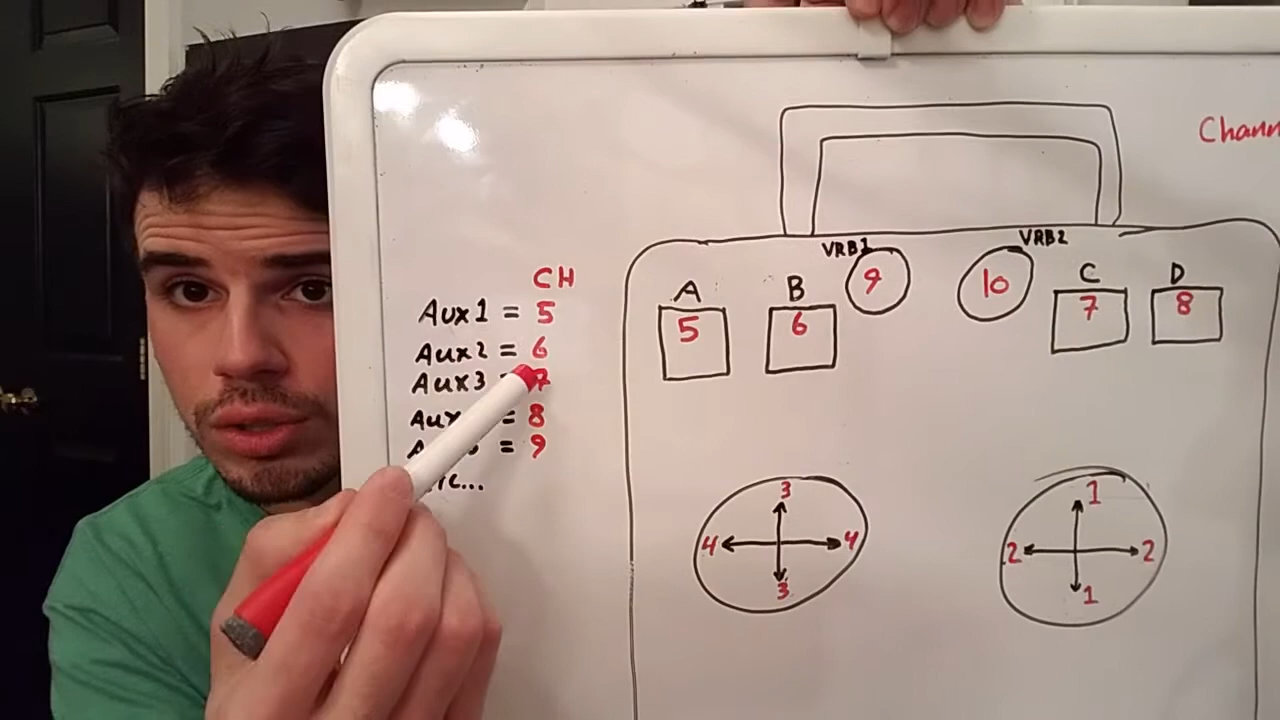 Chann
VRB1
VRB2
CH
A
B
9
10
C
D
Aux1 = 5
5
6
7
8
Aux2 = 6
Aux3 = 7
Aux = 8
= 9
3
1
4
4
2
2
3
1